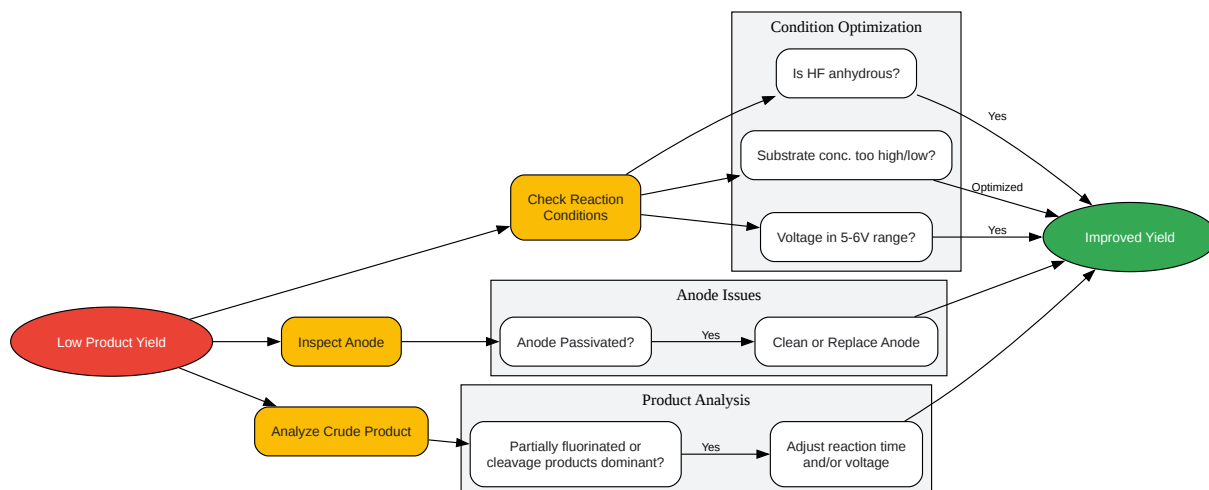 Condition Optimization
Is HF anhydrous?
Yes
Substrate conc. too high/low?
Optimized
Check Reaction
Conditions
Voltage in 5-6V range?
Yes
Improved Yield
Anode Issues
Low Product Yield
Inspect Anode
Anode Passivated?
Yes
Clean or Replace Anode
Product Analysis
Analyze Crude Product
Partially fluorinated or
cleavage products dominant?
Yes
Adjust reaction time
and/or voltage